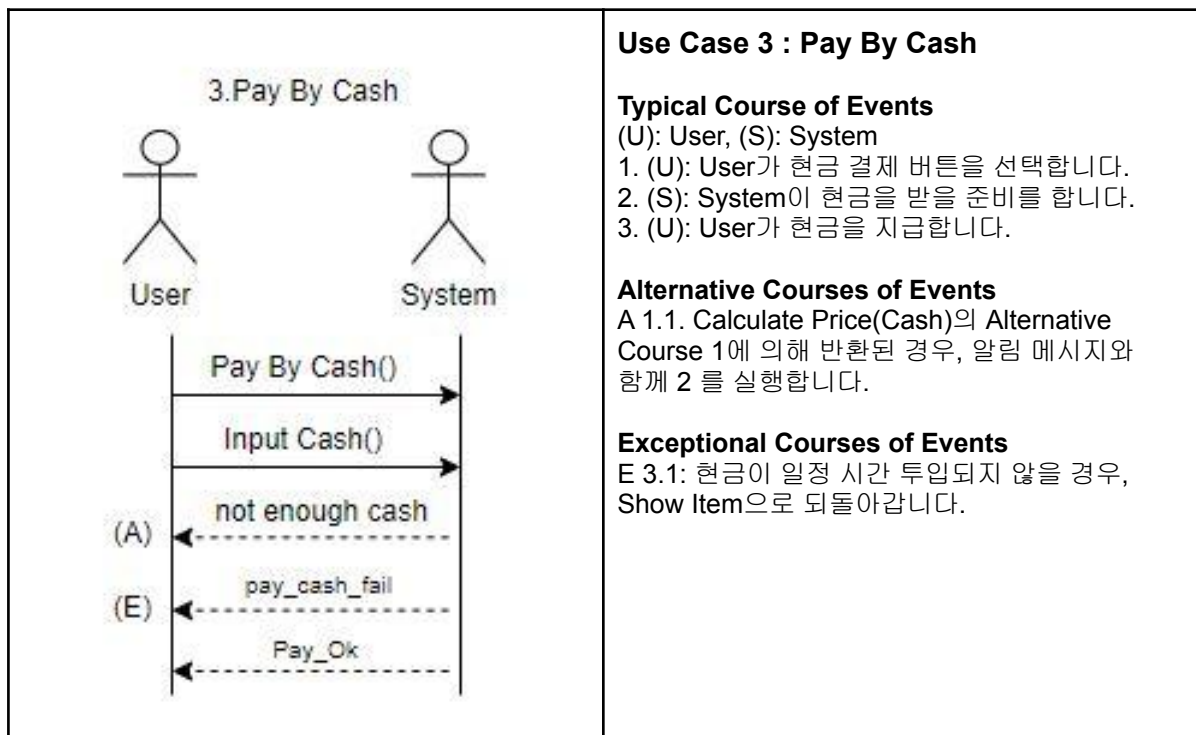 3.Pay By Cash
User
System
Pay By Cash()
Input Cash()
not enough cash
(A)
pay_cash_fail
(E)
Pay_Ok
Use Case 3 : Pay By Cash
Typical Course of Events
(U): User, (S): System
1. (U): User가 현금 결제 버튼을 선택합니다.
2. (S): System이 현금을 받을 준비를 합니다.
3. (U): User가 현금을 지급합니다.
Alternative Courses of Events
A 1.1. Calculate Price(Cash)의 Alternative
Course 1에 의해 반환된 경우, 알림 메시지와
함께 2 를 실행합니다.
Exceptional Courses of Events
E 3.1: 현금이 일정 시간 투입되지 않을 경우,
Show Item으로 되돌아갑니다.